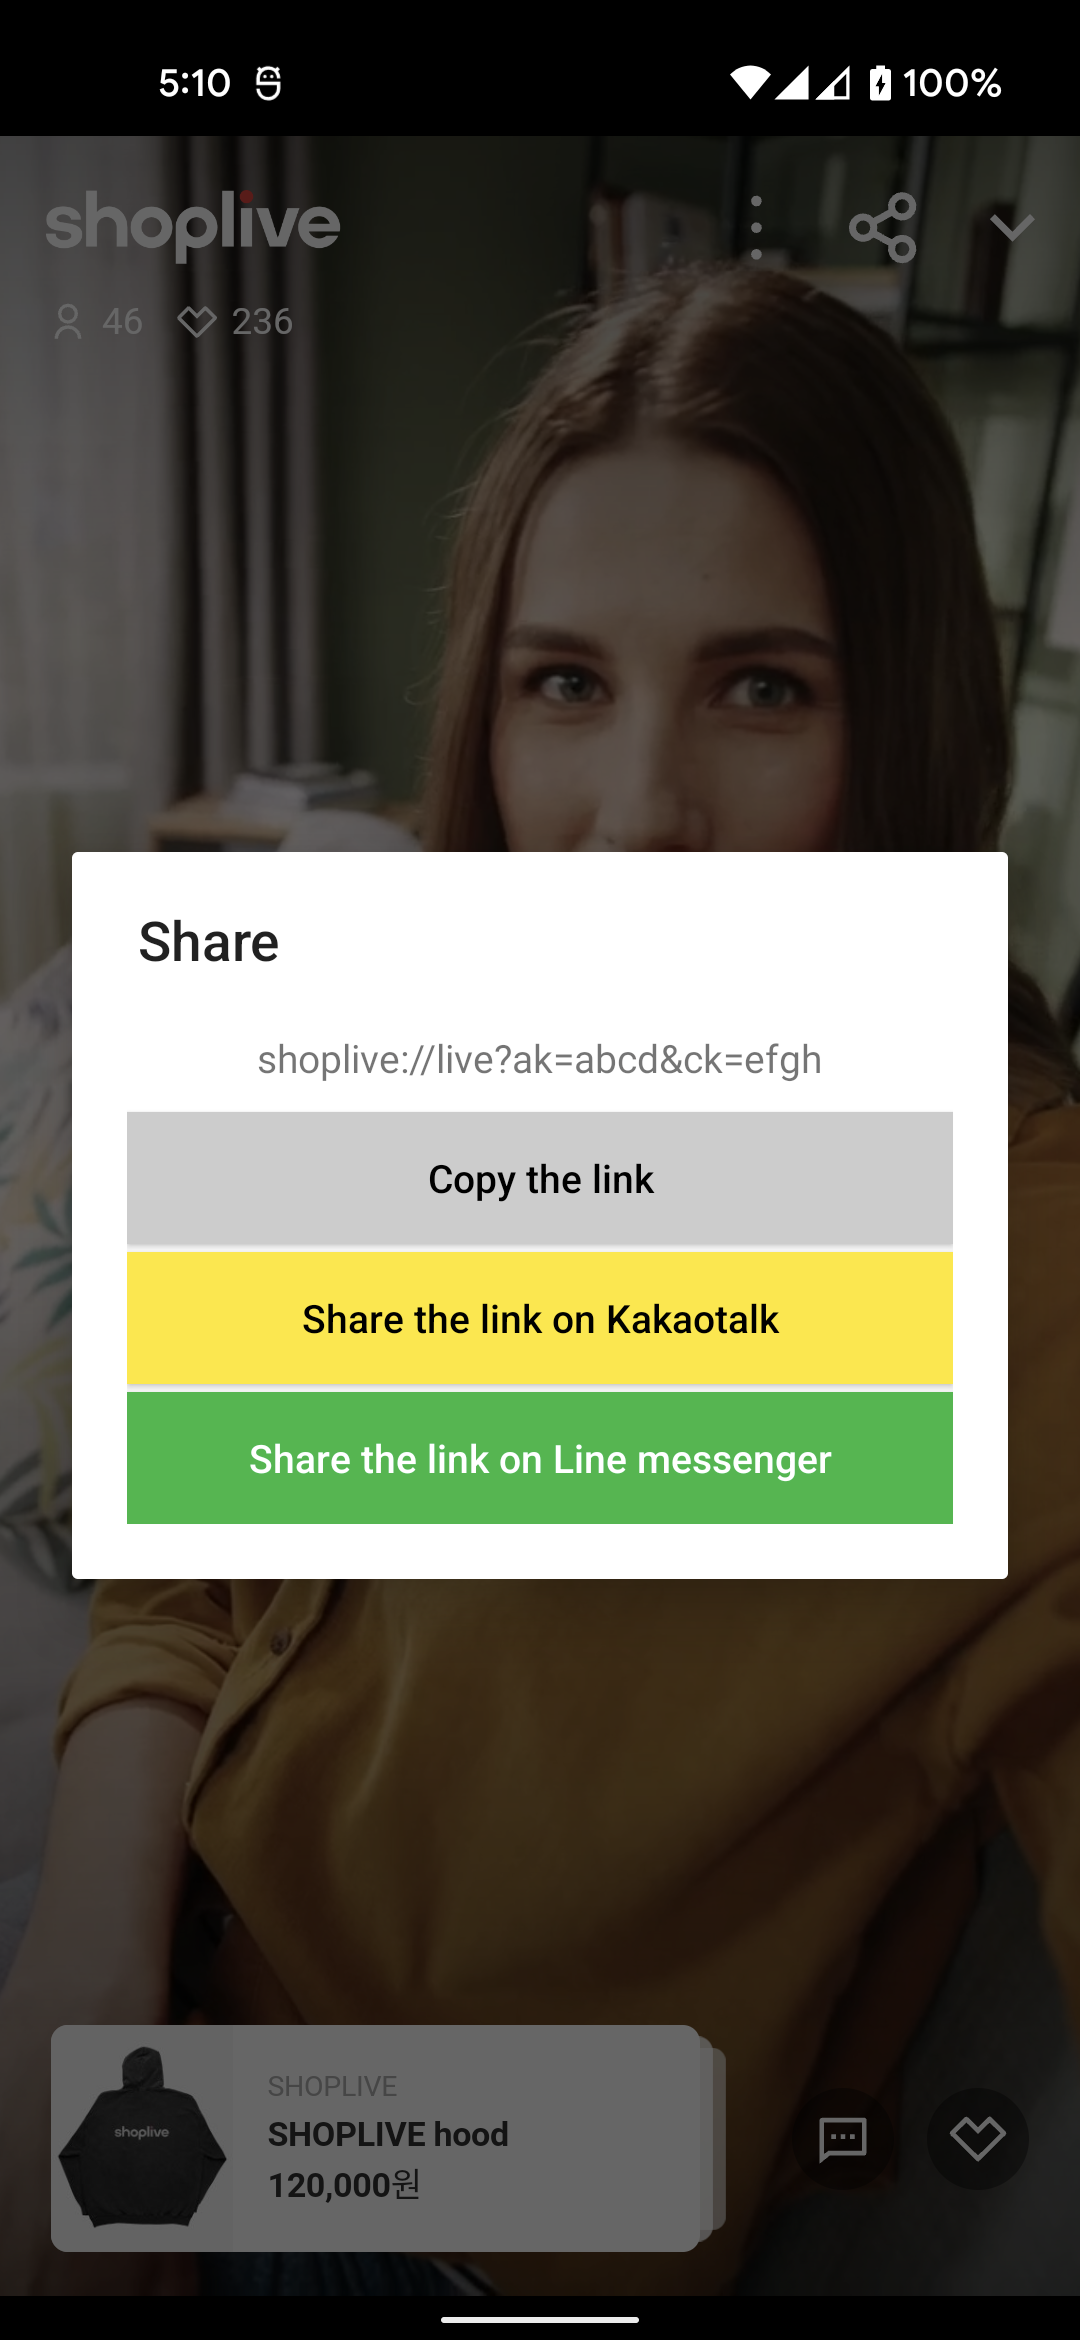 5:10 100%
shoplive
46 236
Share
shoplive://live?ak=abcd&ck=efgh
Copy the link
Share the link on Kakaotalk
Share the link on Line messenger
SHOPLIVE
shoplive
SHOPLIVE hood
120,000원